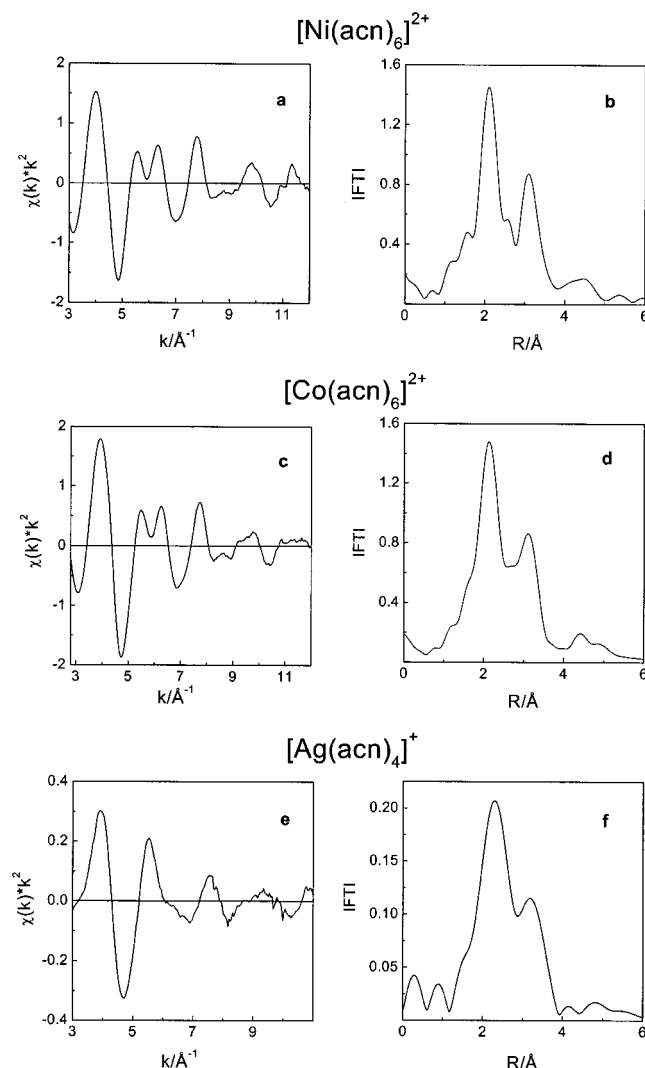 [Ni(acn)6]2+
a
χ(k)*k2
2
1
0
-1
-2
3 5 7 9 11
k/Å-1
b
IFTI
1.6
1.2
0.8
0.4
0 2 4 6
R/Å
[Co(acn)6]2+
c
χ(k)*k2
2
1
0
-1
-2
3 4 5 6 7 8 9 10 11
k/Å-1
d
IFTI
1.6
1.2
0.8
0.4
0 2 4 6
R/Å
[Ag(acn)4]+
e
χ(k)*k2
0.4
0.2
0.0
-0.2
-0.4
3 5 7 9
k/Å-1
f
IFTI
0.20
0.15
0.10
0.05
0 2 4 6
R/Å